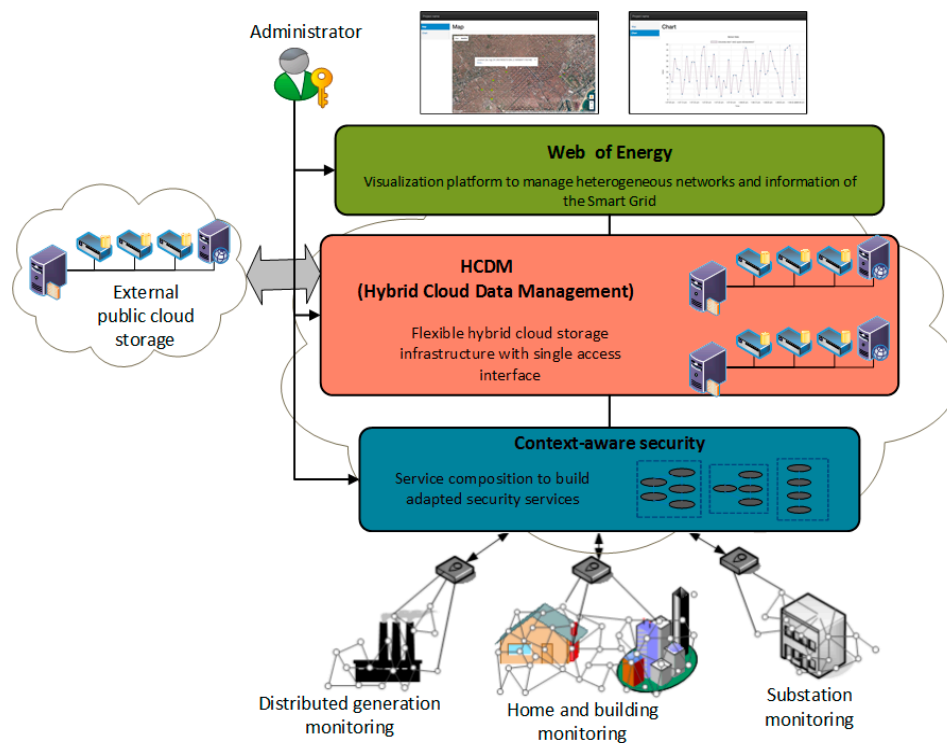 Administrator
Map
Chart
Web of Energy
Visualization platform to manage heterogeneous networks and information of
the Smart Grid
HCDM
(Hybrid Cloud Data Management)
Flexible hybrid cloud storage
infrastructure with single access
interface
External
public cloud
storage
Context-aware security
Service composition to build
adapted security services
Distributed generation
monitoring
Home and building
monitoring
Substation
monitoring